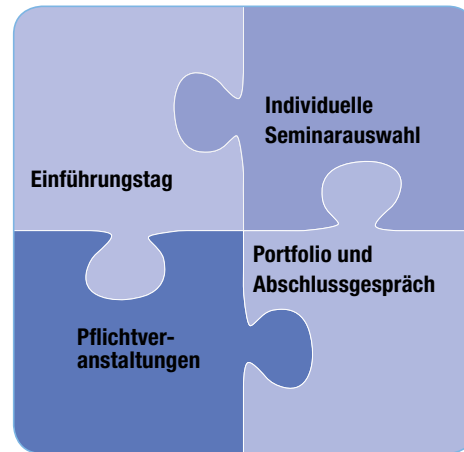 Individuelle
Seminarauswahl
Einführungstag
Portfolio und
Abschlussgespräch
Pflichtver-
anstaltungen